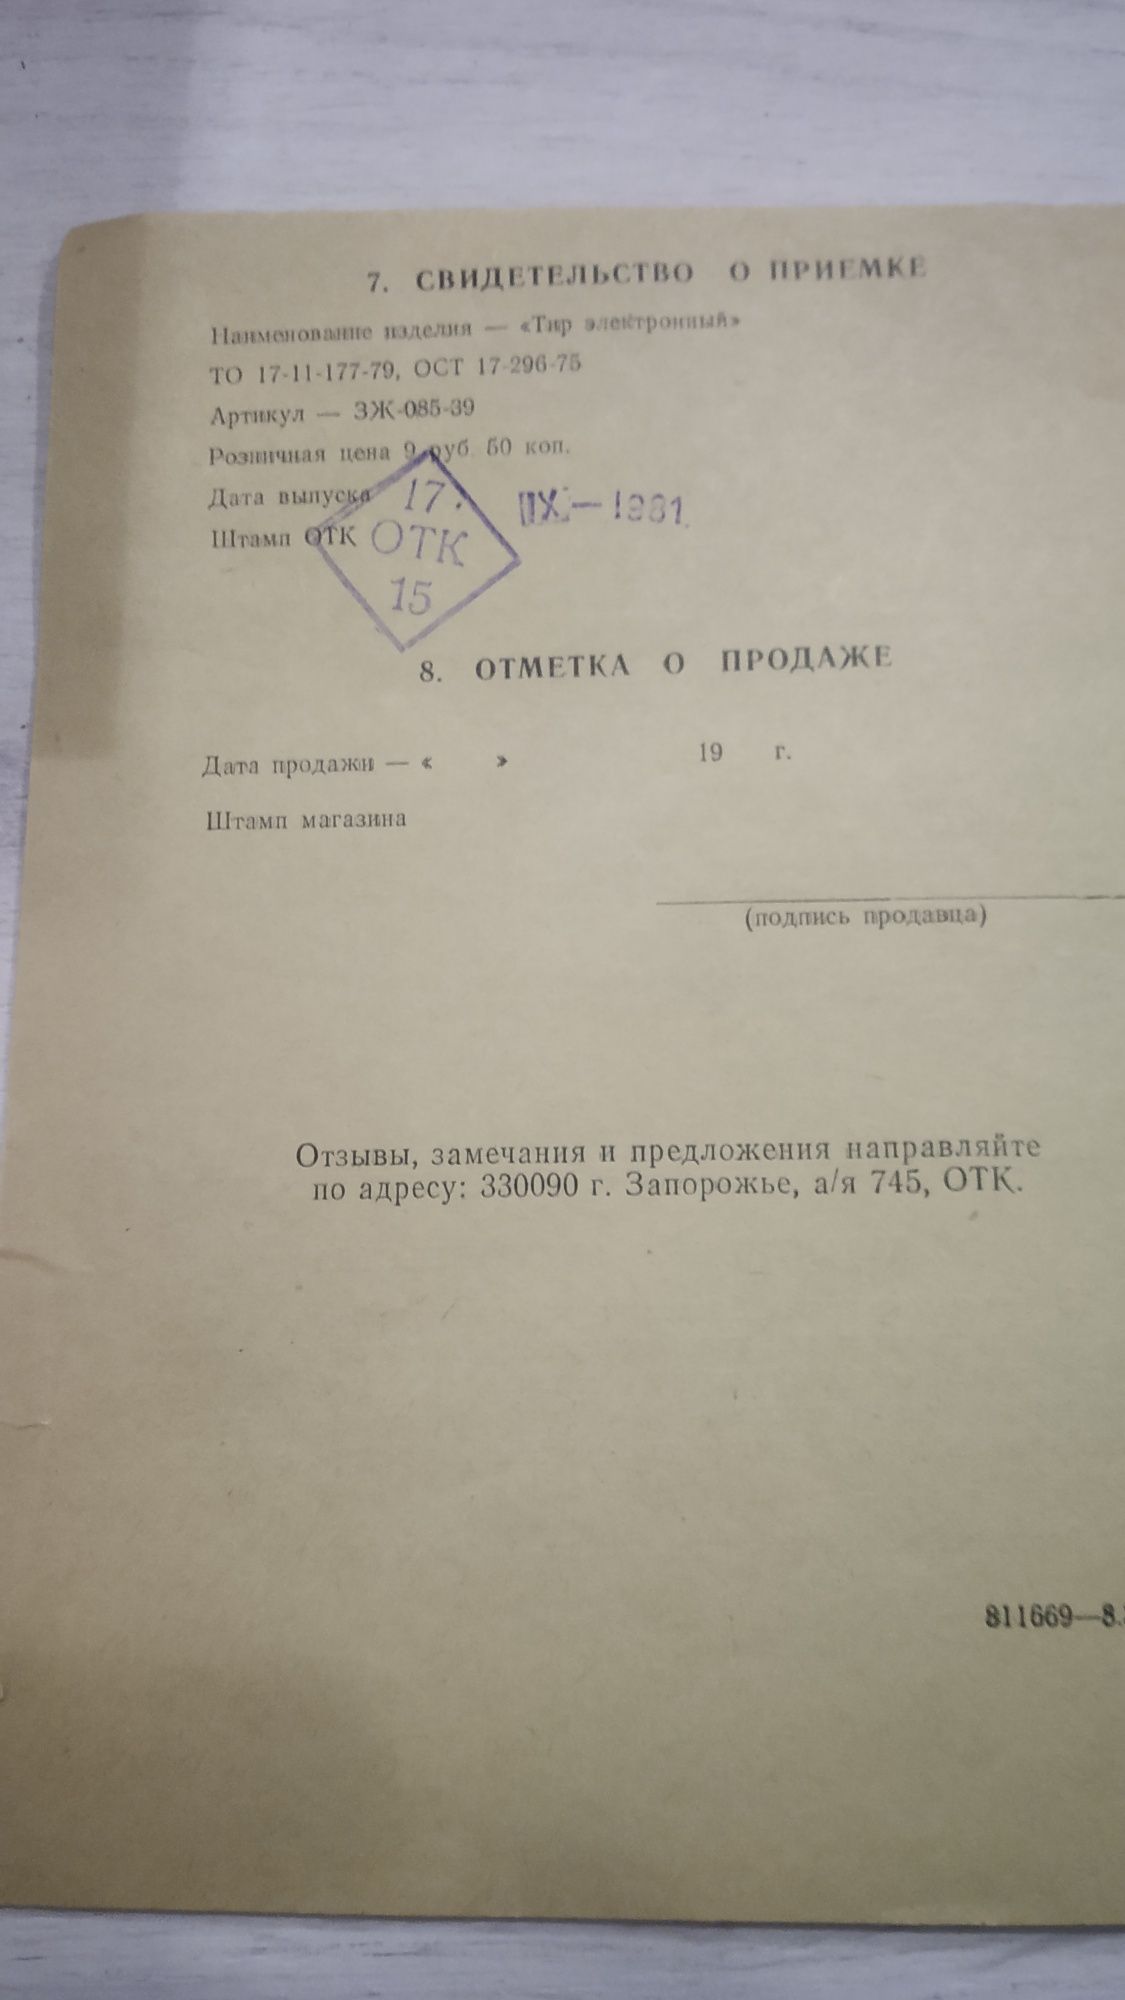 7. СВИДЕТЕЛЬСТВО О ПРИЕМКЕ
Наименование изделия — «Тир электронный»
ТО 17-11-177-79, ОСТ 17-296-75
Артикул — ЗЖ-085-39
Розничная цена 9 руб. 50 коп.
Дата выпуска
17.
IX — 1981.
Штамп ОТК
ОТК
15
8. ОТМЕТКА О ПРОДАЖЕ
Дата продажи — « » 19 г.
Штамп магазина
(подпись продавца)
Отзывы, замечания и предложения направляйте
по адресу: 330090 г. Запорожье, а/я 745, ОТК.
811669—8.